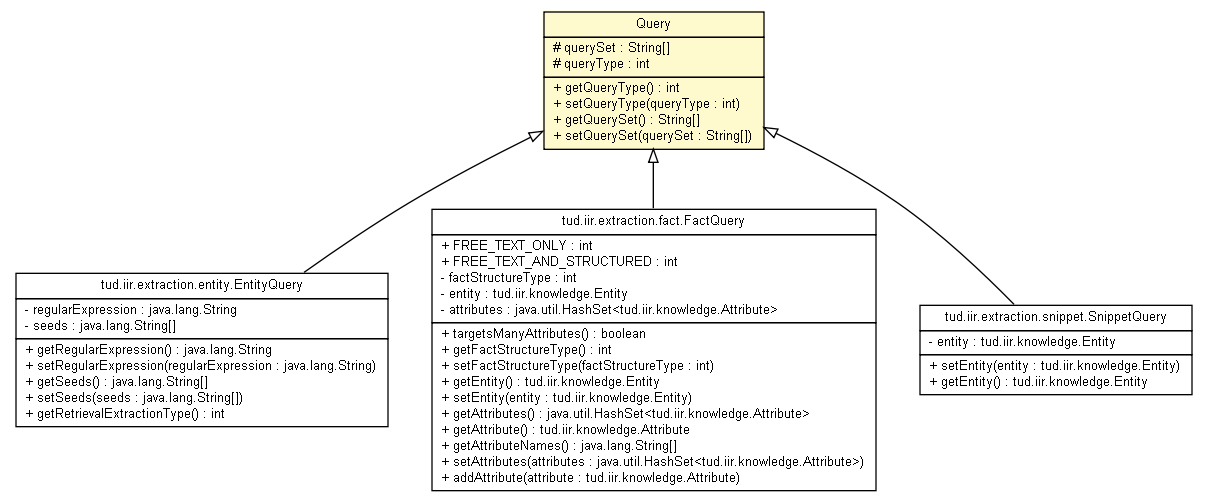 Query
# querySet : String[]
# queryType : int
+ getQueryType() : int
+ setQueryType(queryType : int)
+ getQuerySet() : String[]
+ setQuerySet(querySet : String[])
tud.iir.extraction.entity.EntityQuery
- regularExpression : java.lang.String
- seeds : java.lang.String[]
+ getRegularExpression() : java.lang.String
+ setRegularExpression(regularExpression : java.lang.String)
+ getSeeds() : java.lang.String[]
+ setSeeds(seeds : java.lang.String[])
+ getRetrievalExtractionType() : int
tud.iir.extraction.fact.FactQuery
+ FREE_TEXT_ONLY : int
+ FREE_TEXT_AND_STRUCTURED : int
- factStructureType : int
- entity : tud.iir.knowledge.Entity
- attributes : java.util.HashSet<tud.iir.knowledge.Attribute>
+ targetsManyAttributes() : boolean
+ getFactStructureType() : int
+ setFactStructureType(factStructureType : int)
+ getEntity() : tud.iir.knowledge.Entity
+ setEntity(entity : tud.iir.knowledge.Entity)
+ getAttributes() : java.util.HashSet<tud.iir.knowledge.Attribute>
+ getAttribute() : tud.iir.knowledge.Attribute
+ getAttributeNames() : java.lang.String[]
+ setAttributes(attributes : java.util.HashSet<tud.iir.knowledge.Attribute>)
+ addAttribute(attribute : tud.iir.knowledge.Attribute)
tud.iir.extraction.snippet.SnippetQuery
- entity : tud.iir.knowledge.Entity
+ setEntity(entity : tud.iir.knowledge.Entity)
+ getEntity() : tud.iir.knowledge.Entity